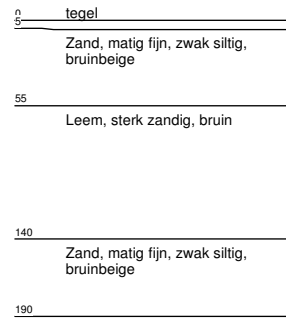 0 tegel
5
Zand, matig fijn, zwak siltig,
bruinbeige
55
Leem, sterk zandig, bruin
140
Zand, matig fijn, zwak siltig,
bruinbeige
190